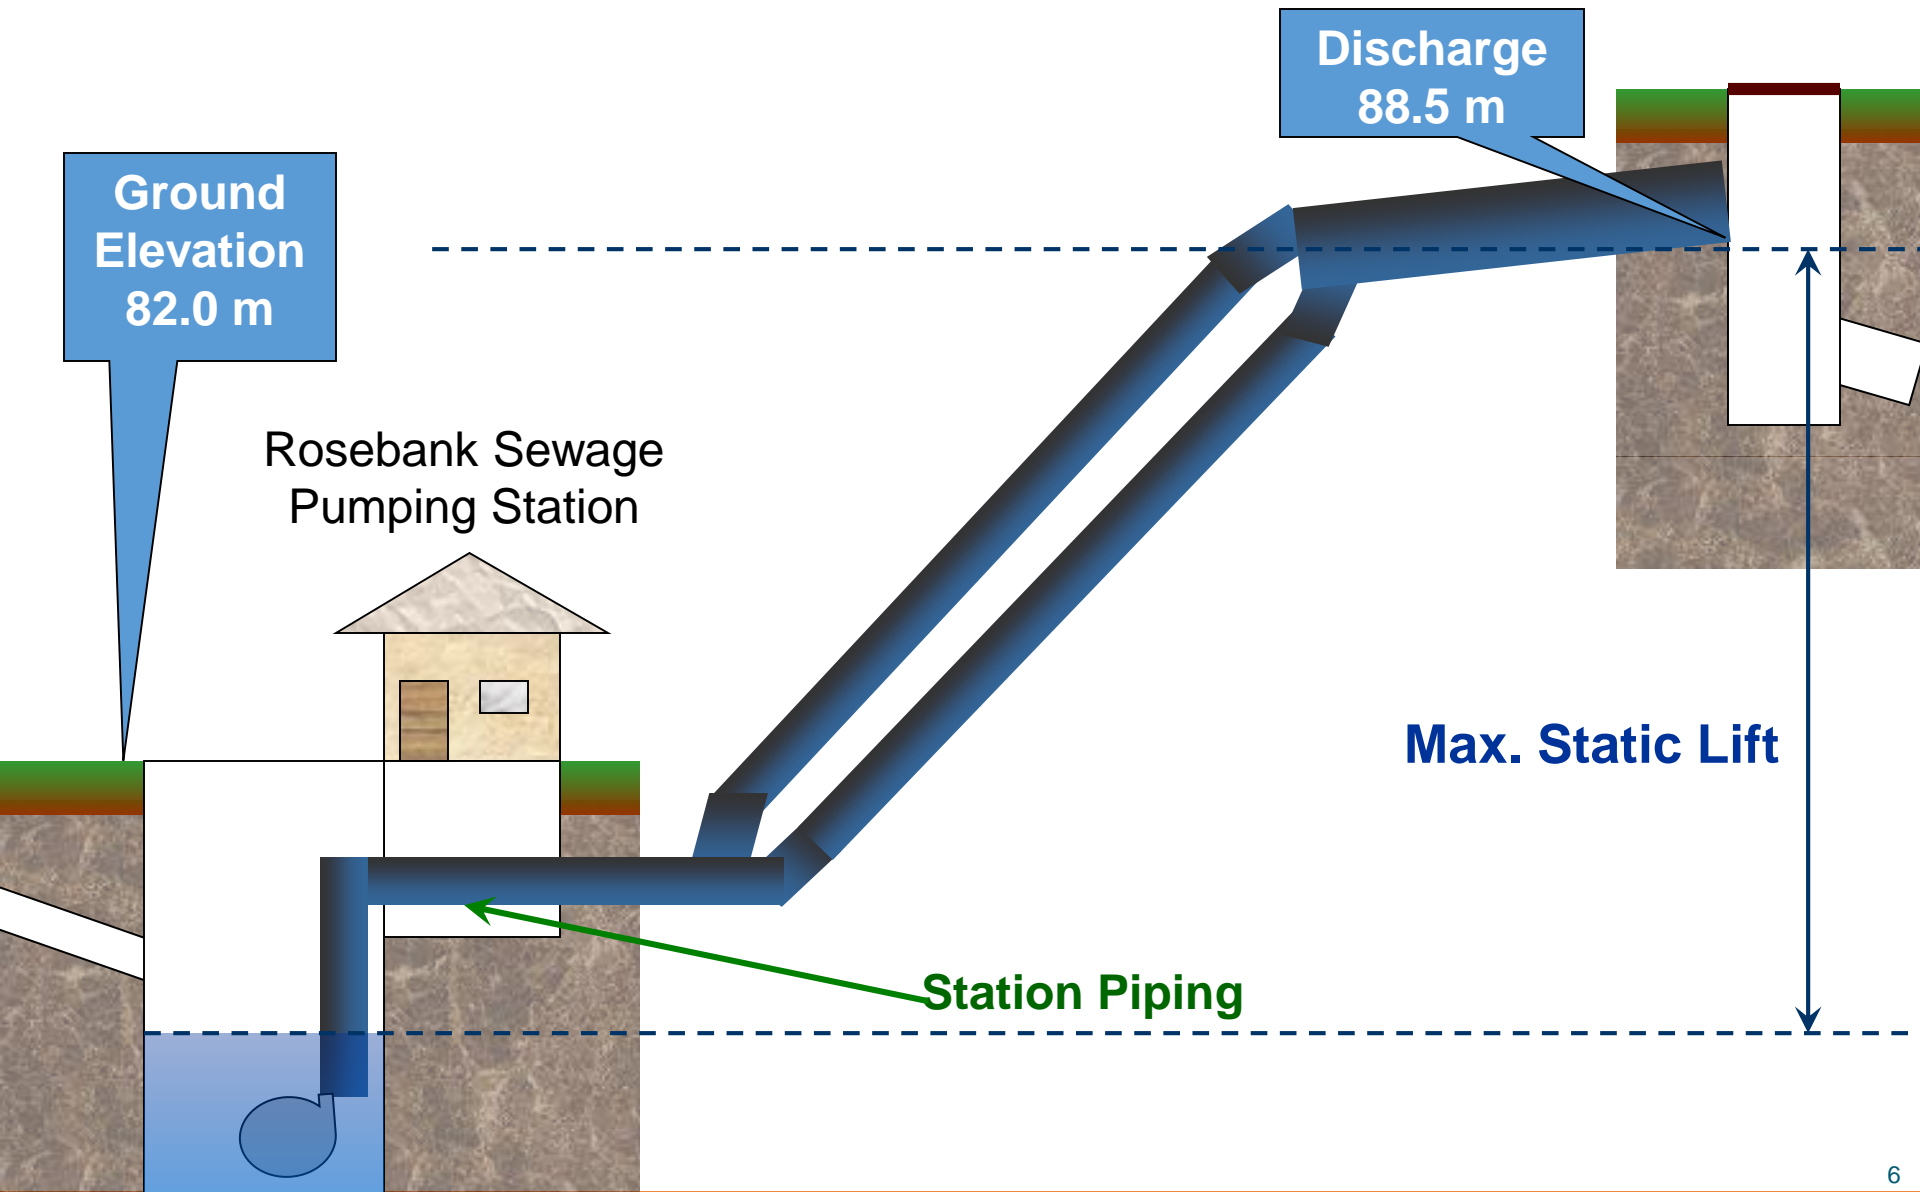 Discharge
88.5 m
Ground
Elevation
82.0 m
Rosebank Sewage
Pumping Station
Max. Static Lift
Station Piping
6